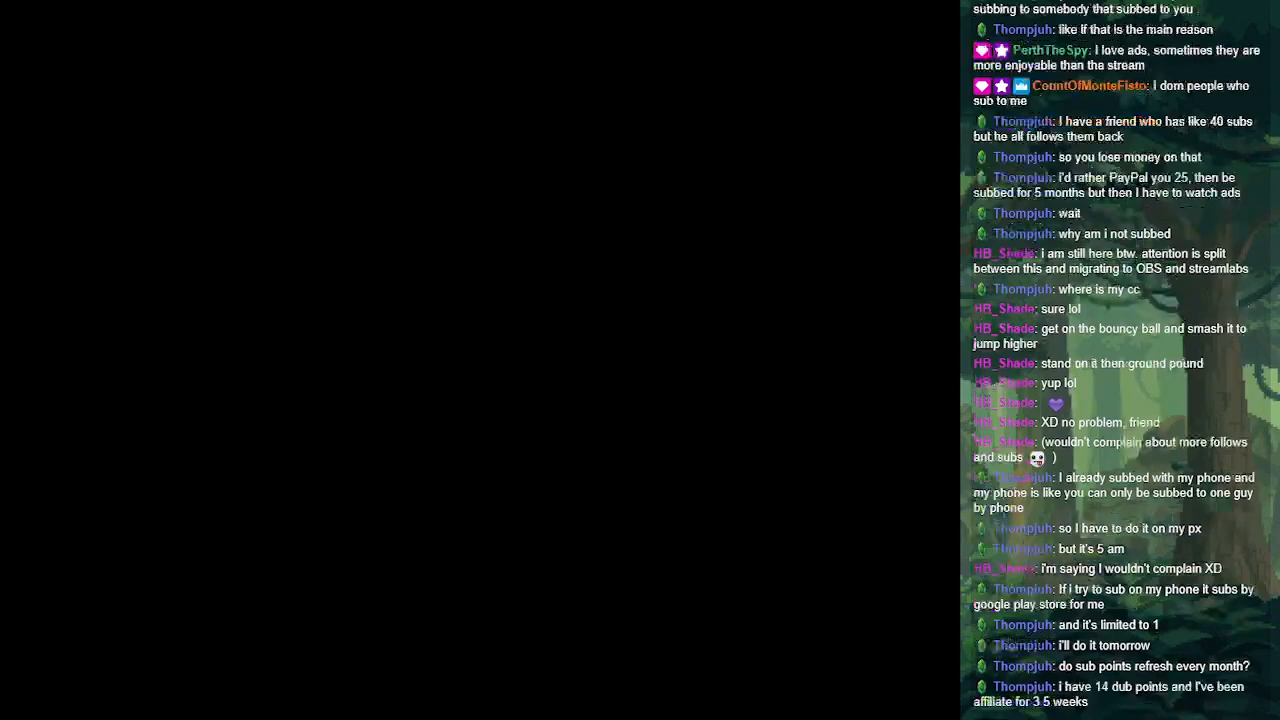 subbing to somebody that subbed to you
Thompjuh: like if that is the main reason
PerthTheSpy: I love ads, sometimes they are
more enjoyable than the stream
CountOfMonteFisto: I dom people who
sub to me
Thompjuh: I have a friend who has like 40 subs
but he all follows them back
Thompjuh: so you lose money on that
Thompjuh: i'd rather PayPal you 25, then be
subbed for 5 months but then I have to watch ads
Thompjuh: wait
Thompjuh: why am i not subbed
HB_Shade: i am still here btw. attention is split
between this and migrating to OBS and streamlabs
Thompjuh: where is my cc
HB_Shade: sure lol
HB_Shade: get on the bouncy ball and smash it to
jump higher
HB_Shade: stand on it then ground pound
HB_Shade: yup lol
HB_Shade:
HB_Shade: XD no problem, friend
HB_Shade: (wouldn't complain about more follows
and subs )
Thompjuh: I already subbed with my phone and
my phone is like you can only be subbed to one guy
by phone
Thompjuh: so I have to do it on my px
Thompjuh: but it's 5 am
HB_Shade: i'm saying I wouldn't complain XD
Thompjuh: If i try to sub on my phone it subs by
google play store for me
Thompjuh: and it's limited to 1
Thompjuh: i'll do it tomorrow
Thompjuh: do sub points refresh every month?
Thompjuh: i have 14 dub points and I've been
affiliate for 3 5 weeks